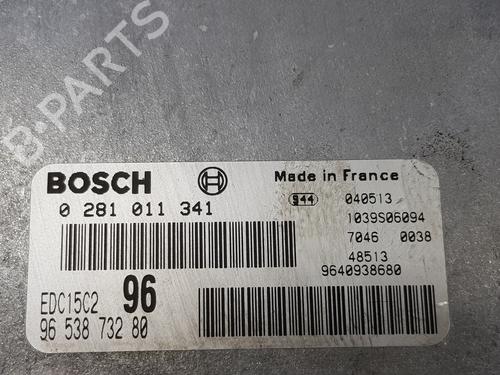 B-PARTS
BOSCH
0 281 011 341
EDC15C2 96
96 538 732 80
Made in France
944 040513
1039S06094
7046 0038
48513
9640938680